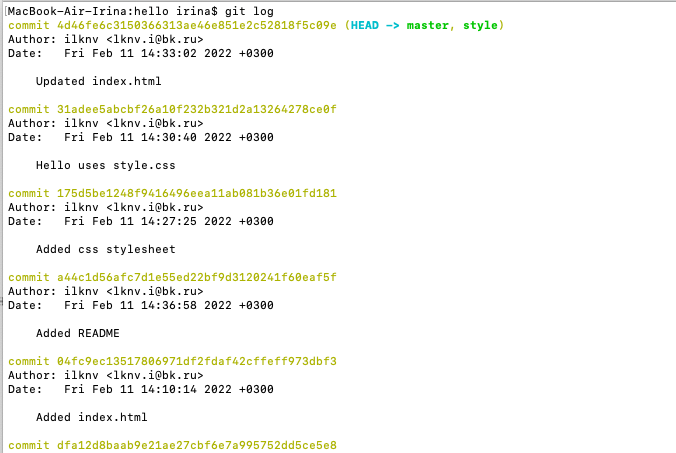 MacBook-Air-Irina:hello irina$ git log
commit 4d46fe6c3150366313ae46e851e2c52818f5c09e (HEAD -> master, style)
Author: ilknv <lknv.i@bk.ru>
Date:   Fri Feb 11 14:33:02 2022 +0300
    Updated index.html
commit 31adee5abcbf26a10f232b321d2a13264278ce0f
Author: ilknv <lknv.i@bk.ru>
Date:   Fri Feb 11 14:30:40 2022 +0300
    Hello uses style.css
commit 175d5be1248f9416496eea11ab081b36e01fd181
Author: ilknv <lknv.i@bk.ru>
Date:   Fri Feb 11 14:27:25 2022 +0300
    Added css stylesheet
commit a44c1d56afc7d1e55ed22bf9d3120241f60eaf5f
Author: ilknv <lknv.i@bk.ru>
Date:   Fri Feb 11 14:36:58 2022 +0300
    Added README
commit 04fc9ec13517806971df2fdaf42cffeff973dbf3
Author: ilknv <lknv.i@bk.ru>
Date:   Fri Feb 11 14:10:14 2022 +0300
    Added index.html
commit dfa12d8baab9e21ae27cbf6e7a995752dd5ce5e8